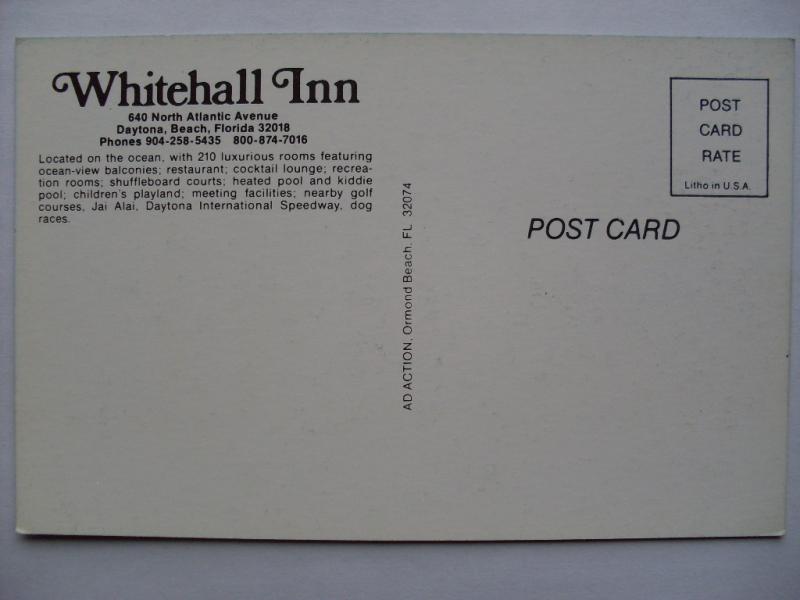 Whitehall Inn
640 North Atlantic Avenue
Daytona, Beach, Florida 32018
Phones 904-258-5435 800-874-7016
Located on the ocean, with 210 luxurious rooms featuring
ocean-view balconies; restaurant; cocktail lounge; recrea-
tion rooms; shuffleboard courts; heated pool and kiddie
pool; children's playland; meeting facilities; nearby golf
courses, Jai Alai, Daytona International Speedway, dog
races.
AD ACTION, Ormond Beach, FL 32074
POST
CARD
RATE
Litho in U.S.A.
POST CARD